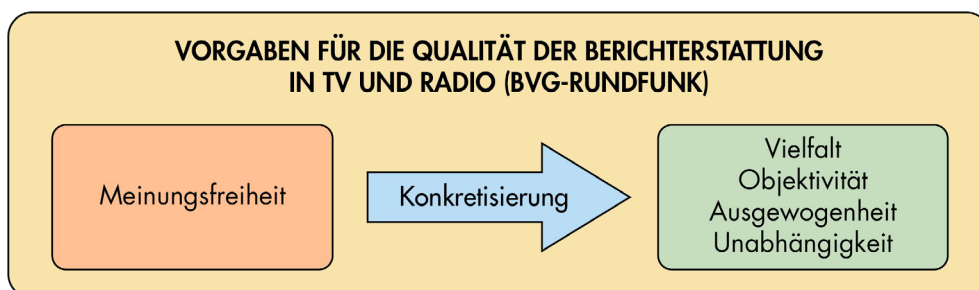 VORGABEN FÜR DIE QUALITÄT DER BERICHTERSTATTUNG
IN TV UND RADIO (BVG-RUNDFUNK)
Meinungsfreiheit
Konkretisierung
Vielfalt
Objektivität
Ausgewogenheit
Unabhängigkeit